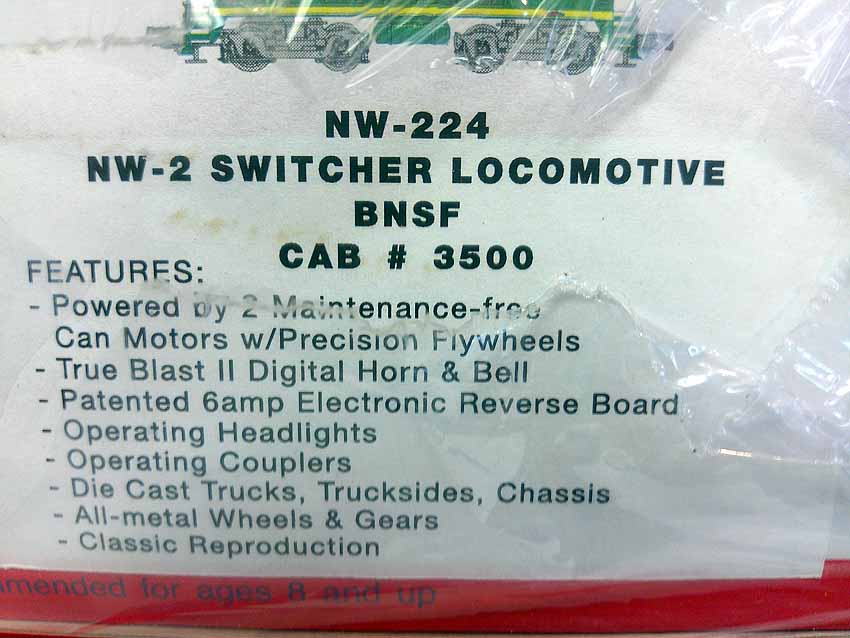 NW-224
NW-2 SWITCHER LOCOMOTIVE
BNSF
CAB # 3500
FEATURES:
- Powered by 2 Maintenance-free
Can Motors w/Precision Flywheels
- True Blast II Digital Horn & Bell
- Patented 6amp Electronic Reverse Board
- Operating Headlights
- Operating Couplers
- Die Cast Trucks, Trucksides, Chassis
- All-metal Wheels & Gears
- Classic Reproduction
mmended for ages 8 and up